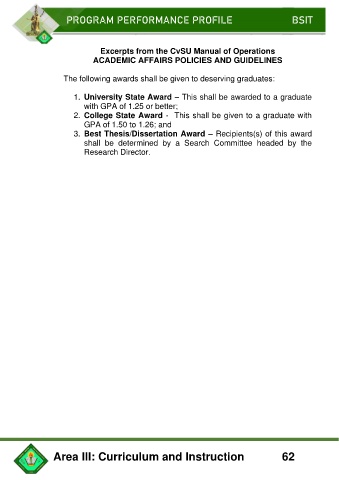 PROGRAM PERFORMANCE PROFILE BSIT
Excerpts from the CvSU Manual of Operations
ACADEMIC AFFAIRS POLICIES AND GUIDELINES
The following awards shall be given to deserving graduates:
1. University State Award – This shall be awarded to a graduate
with GPA of 1.25 or better;
2. College State Award - This shall be given to a graduate with
GPA of 1.50 to 1.26; and
3. Best Thesis/Dissertation Award – Recipients(s) of this award
shall be determined by a Search Committee headed by the
Research Director.
Area III: Curriculum and Instruction 62